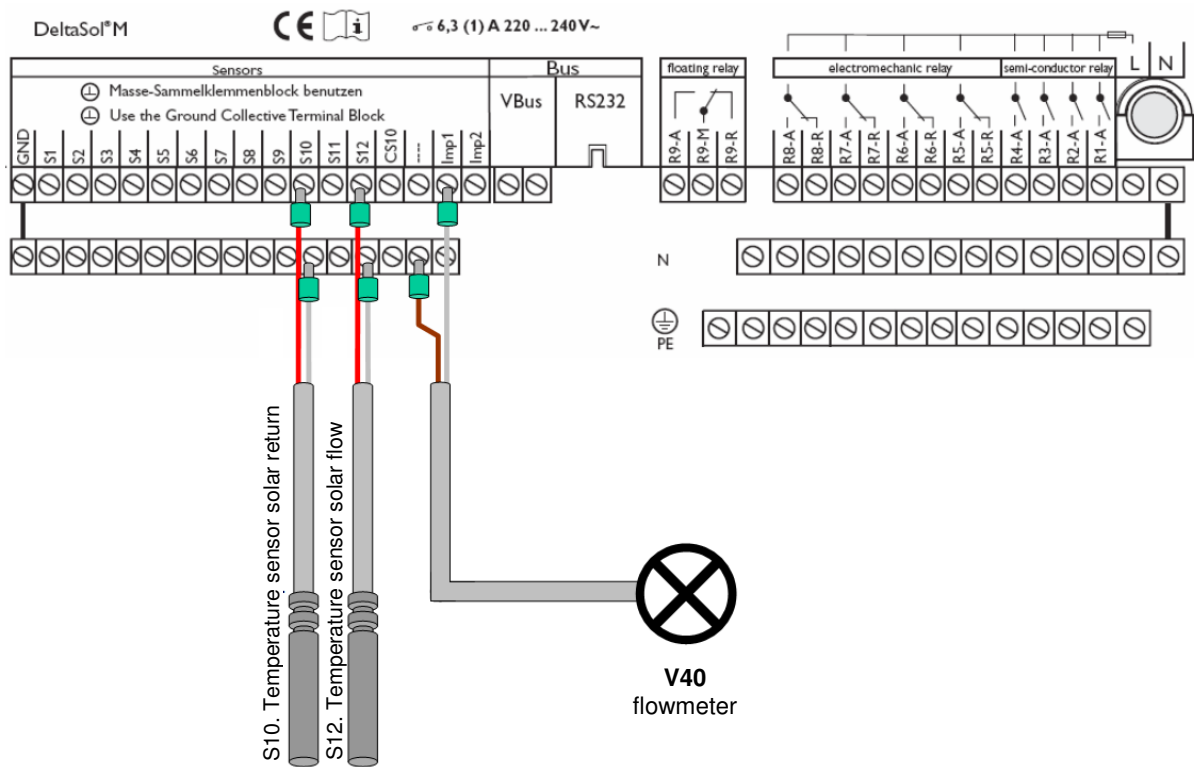 DeltaSol® M
CE
i
6,3 (1) A 220 ... 240 V~
Sensors
Masse-Sammelklemmenblock benutzen
Use the Ground Collective Terminal Block
Bus
VBus
RS232
floating relay
electromechanic relay
semi-conductor relay
L
N
GND
S1
S2
S3
S4
S5
S6
S7
S8
S9
S10
S11
S12
CS10
----
Imp1
Imp2
R9-A
R9-M
R9-R
R8-A
R8-R
R7-A
R7-R
R6-A
R6-R
R5-A
R5-R
R4-A
R3-A
R2-A
R1-A
N
PE
S10. Temperature sensor solar return
S12. Temperature sensor solar flow
V40
flowmeter